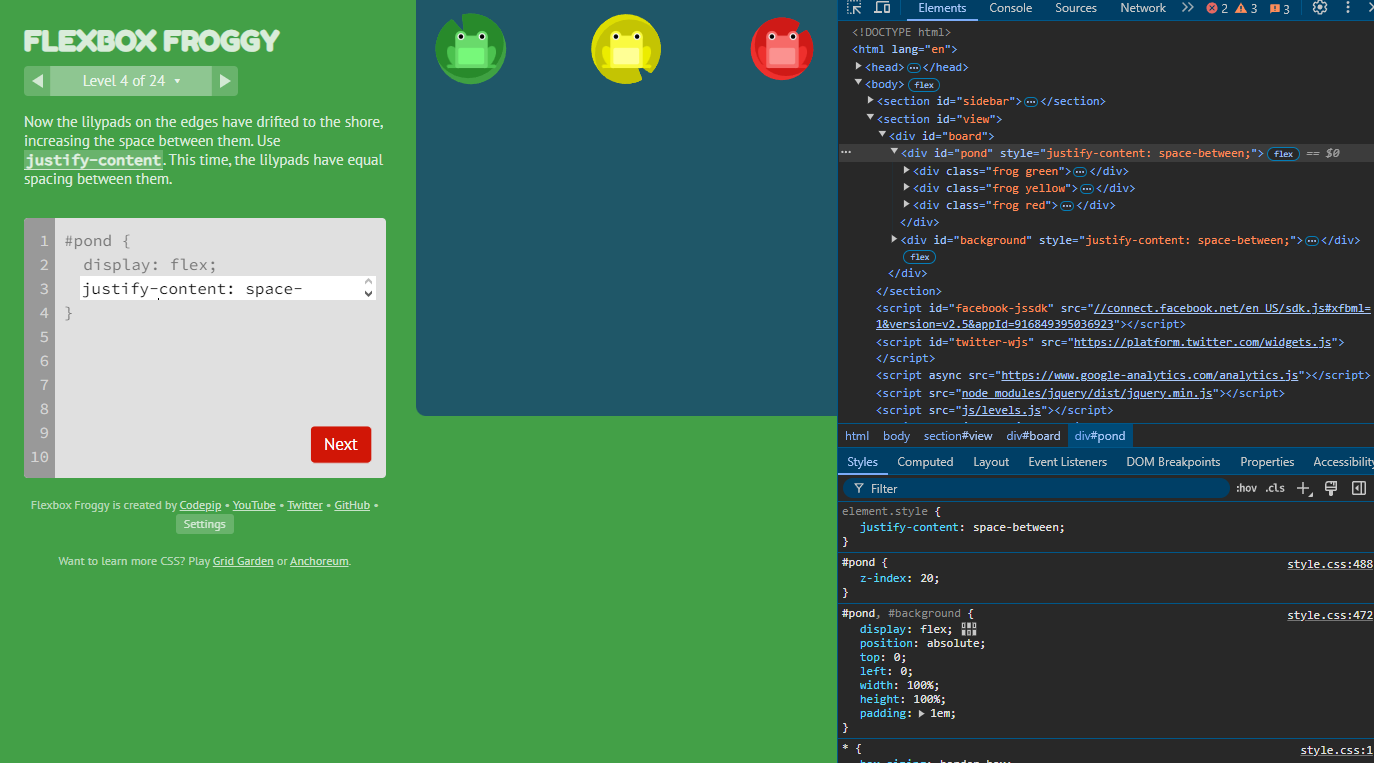 FLEXBOX FROGGY
Level 4 of 24
Now the lilypads on the edges have drifted to the shore,
increasing the space between them. Use
justify-content. This time, the lilypads have equal
spacing between them.
1 #pond {
2 display: flex;
3 justify-content: space-
4 }
5
6
7
8
9
10
Next
Flexbox Froggy is created by Codepip • YouTube • Twitter • GitHub •
Settings
Want to learn more CSS? Play Grid Garden or Anchoreum.
Elements Console Sources Network 2 3 3
<!DOCTYPE html>
<html lang="en">
<head> ⋯ </head>
<body> flex
<section id="sidebar"> ⋯ </section>
<section id="view">
<div id="board">
⋯ <div id="pond" style="justify-content: space-between;"> flex == $0
<div class="frog green"> ⋯ </div>
<div class="frog yellow"> ⋯ </div>
<div class="frog red"> ⋯ </div>
</div>
<div id="background" style="justify-content: space-between;"> ⋯ </div>
flex
</div>
</section>
<script id="facebook-jssdk" src="//connect.facebook.net/en_US/sdk.js#xfbml=
1&version=v2.5&appId=916849395036923"></script>
<script id="twitter-wjs" src="https://platform.twitter.com/widgets.js">
</script>
<script async src="https://www.google-analytics.com/analytics.js"></script>
<script src="node_modules/jquery/dist/jquery.min.js"></script>
<script src="js/levels.js"></script>
html body section#view div#board div#pond
Styles Computed Layout Event Listeners DOM Breakpoints Properties Accessibility
Filter :hov .cls
element.style {
justify-content: space-between;
}
#pond { style.css:488
z-index: 20;
}
#pond, #background { style.css:472
display: flex;
position: absolute;
top: 0;
left: 0;
width: 100%;
height: 100%;
padding: 1em;
}
* { style.css:1
box-sizing: border-box;